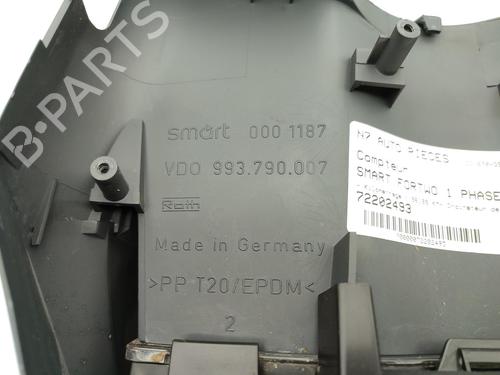 smart 000 1187
VDO 993.790.007
Roth
Made in Germany
>PP T20/EPDM<
2
N7 AUTO PIECES
Compteur
SMART FORTWO 1 PHASE
72202493
B-PARTS